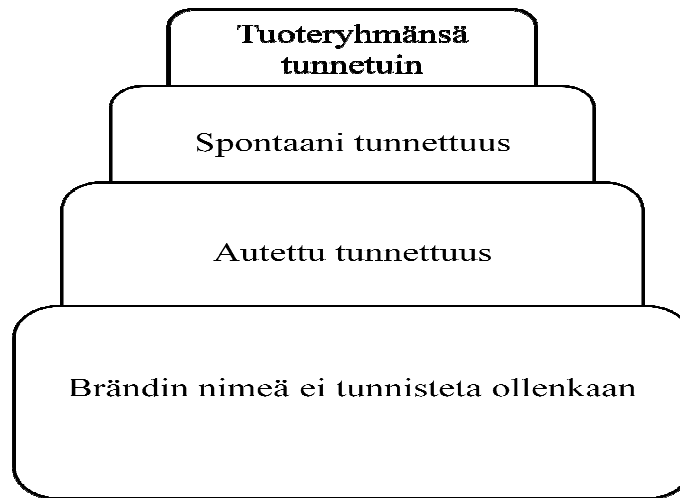 Tuoteryhmänsä
tunnetuin
Spontaani tunnettuus
Autettu tunnettuus
Brändin nimeä ei tunnisteta ollenkaan